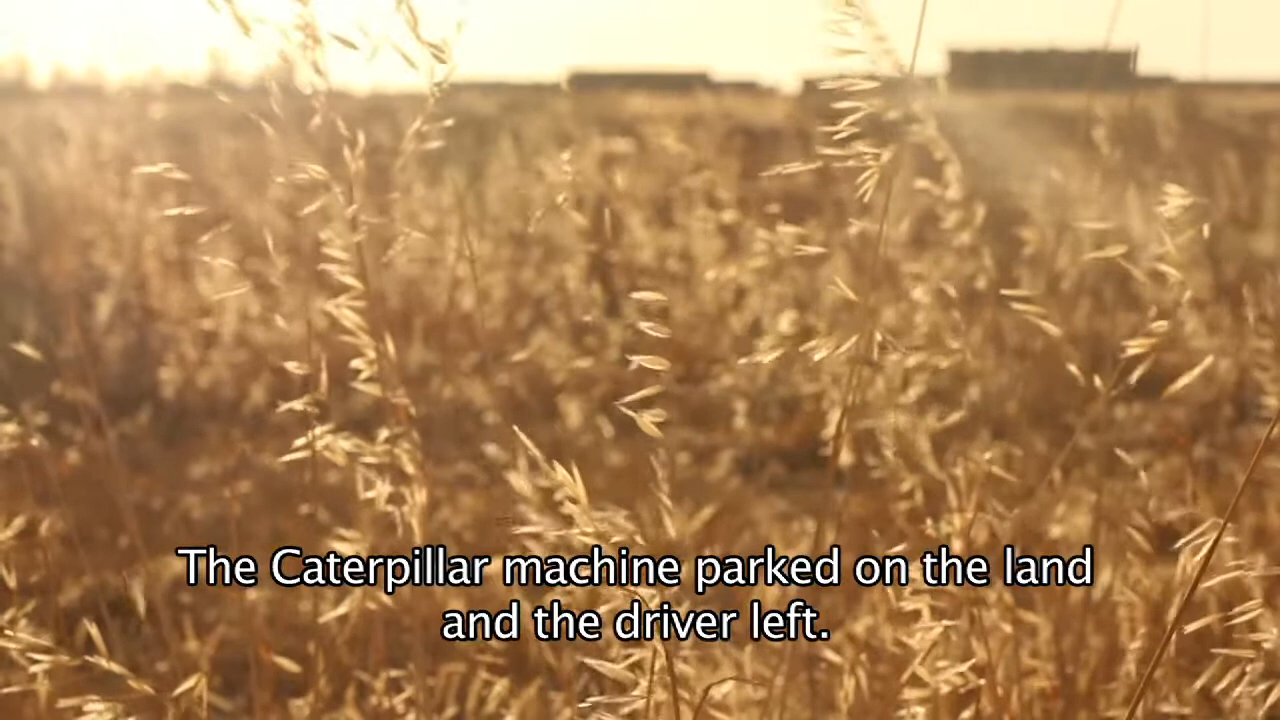 The Caterpillar machine parked on the land
and the driver left.